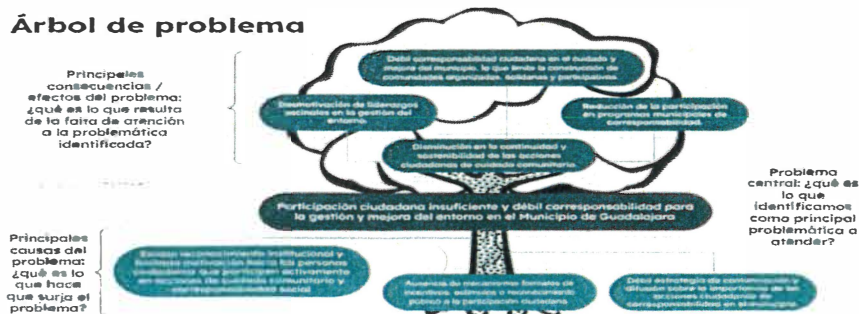 Árbol de problema
Principales
consecuencias /
efectos del problema:
¿qué es lo que resulta
de la falta de atención
a la problemática
identificada?
Débil corresponsabilidad ciudadana en el cuidado y
mejora del municipio, lo que limita la construcción de
comunidades organizadas, solidarias y participativas.
Desmotivación de liderazgos
vecinales en la gestión del
entorno.
Reducción de la participación
en programas municipales de
corresponsabilidad.
Disminución en la continuidad y
sostenibilidad de las acciones
ciudadanas de cuidado comunitario.
Participación ciudadana insuficiente y débil corresponsabilidad para
la gestión y mejora del entorno en el Municipio de Guadalajara
Problema
central: ¿qué es
lo que
identificamos
como principal
problemática a
atender?
Principales
causas del
problema:
¿qué es lo
que hace
que surja el
problema?
Escaso reconocimiento institucional y
motivación hacia las personas
ciudadanas que participan activamente
en acciones de cuidado comunitario y
corresponsabilidad social
Ausencia de mecanismos formales de
incentivos, estímulos o reconocimiento
público a la participación ciudadana.
Débil estrategia de comunicación y
difusión sobre la importancia de las
acciones ciudadanas de
corresponsabilidad en el municipio.